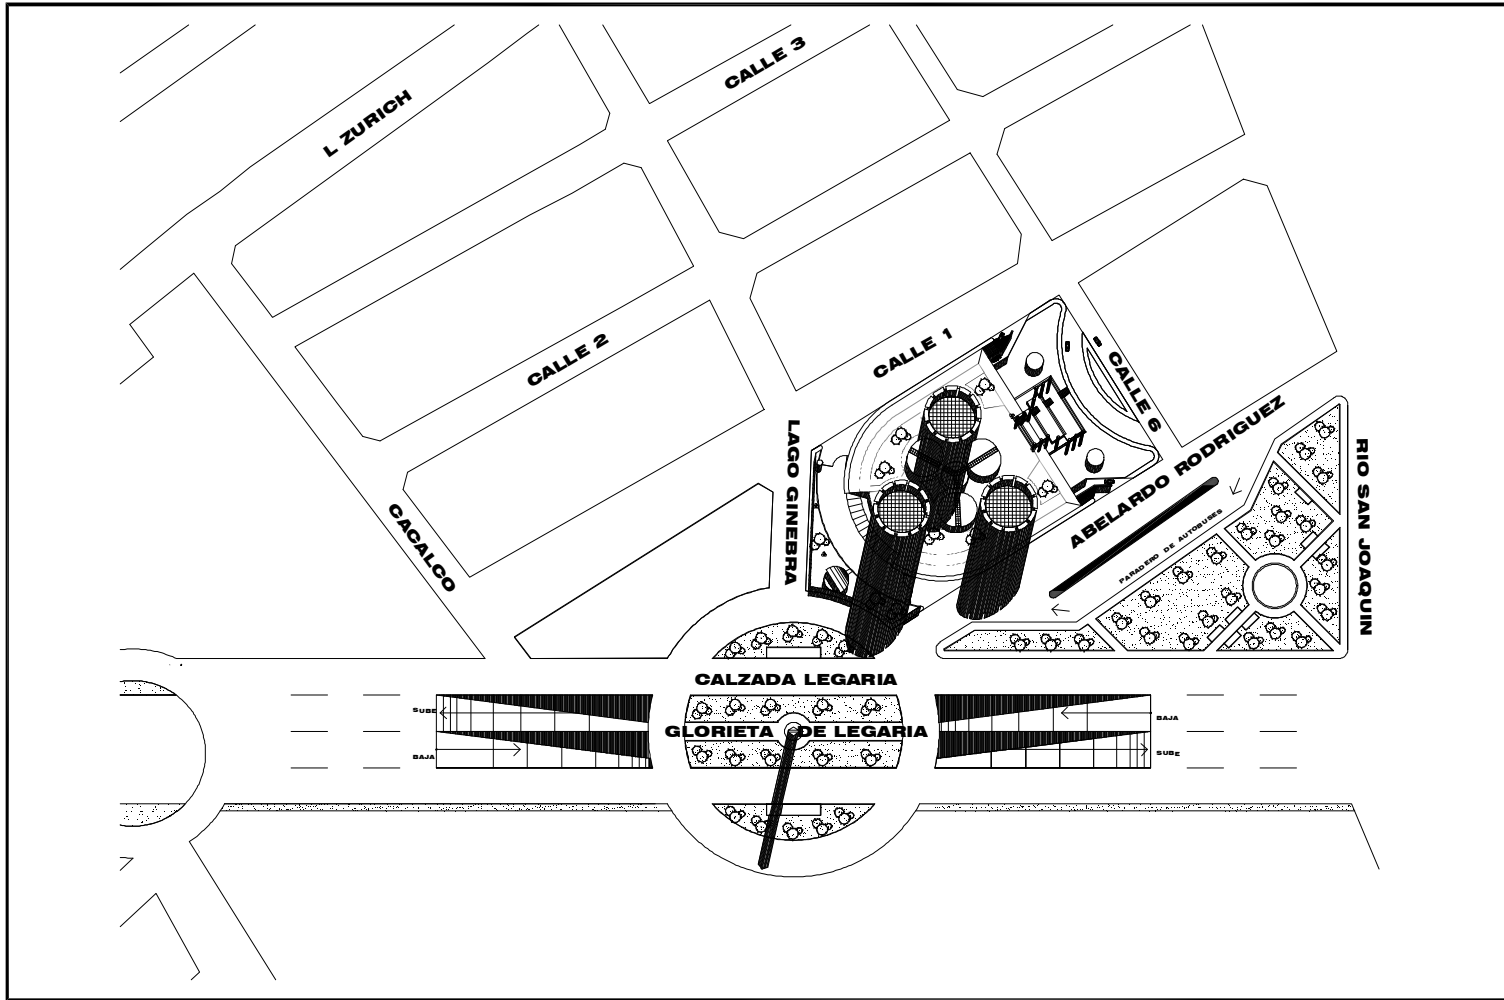 CALLE 3
L ZURICH
CALLE 1
CALLE 2
CALLE 6
ABELARDO RODRIGUEZ
LAGO GINEBRA
RIO SAN JOAQUIN
CACALCO
PARADERO DE AUTOBUSES
CALZADA LEGARIA
SUBE
BAJA
GLORIETA DE LEGARIA
BAJA
SUBE